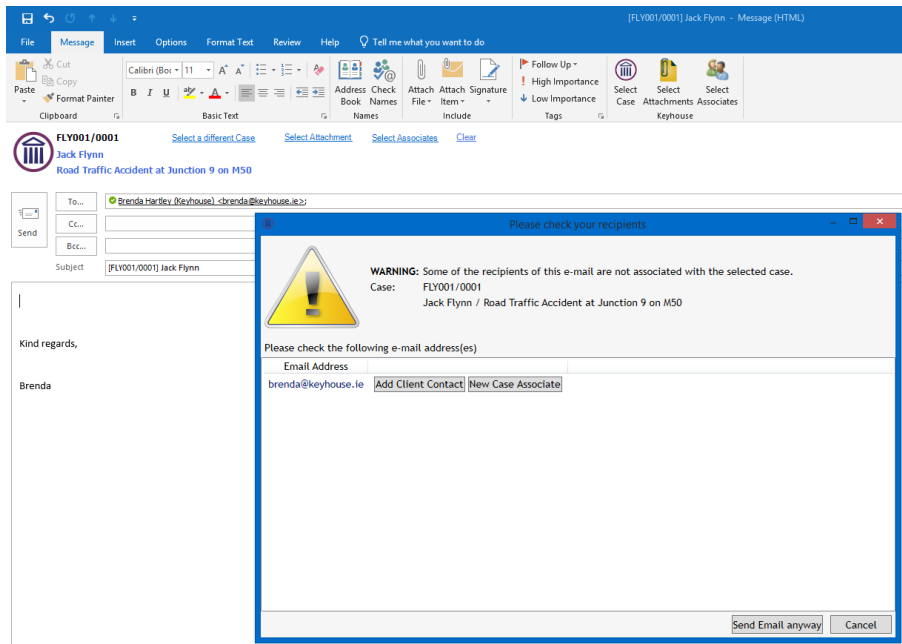 [FLY001/0001] Jack Flynn - Message (HTML)
File Message Insert Options Format Text Review Help Tell me what you want to do
Cut
Copy
Paste
Format Painter
Clipboard
Calibri (Boc 11
B I U
Basic Text
Address Book
Check Names
Names
Attach File
Attach Item
Signature
Include
Follow Up
High Importance
Low Importance
Tags
Select Case
Select Attachments
Select Associates
Keyhouse
FLY001/0001 Select a different Case Select Attachment Select Associates Clear
Jack Flynn
Road Traffic Accident at Junction 9 on M50
Send
To... Brenda Hartley (Keyhouse) <brenda@keyhouse.ie>;
Cc...
Bcc...
Subject [FLY001/0001] Jack Flynn
Kind regards,
Brenda
Please check your recipients
WARNING: Some of the recipients of this e-mail are not associated with the selected case.
Case: FLY001/0001
Jack Flynn / Road Traffic Accident at Junction 9 on M50
Please check the following e-mail address(es)
Email Address
brenda@keyhouse.ie Add Client Contact New Case Associate
Send Email anyway Cancel